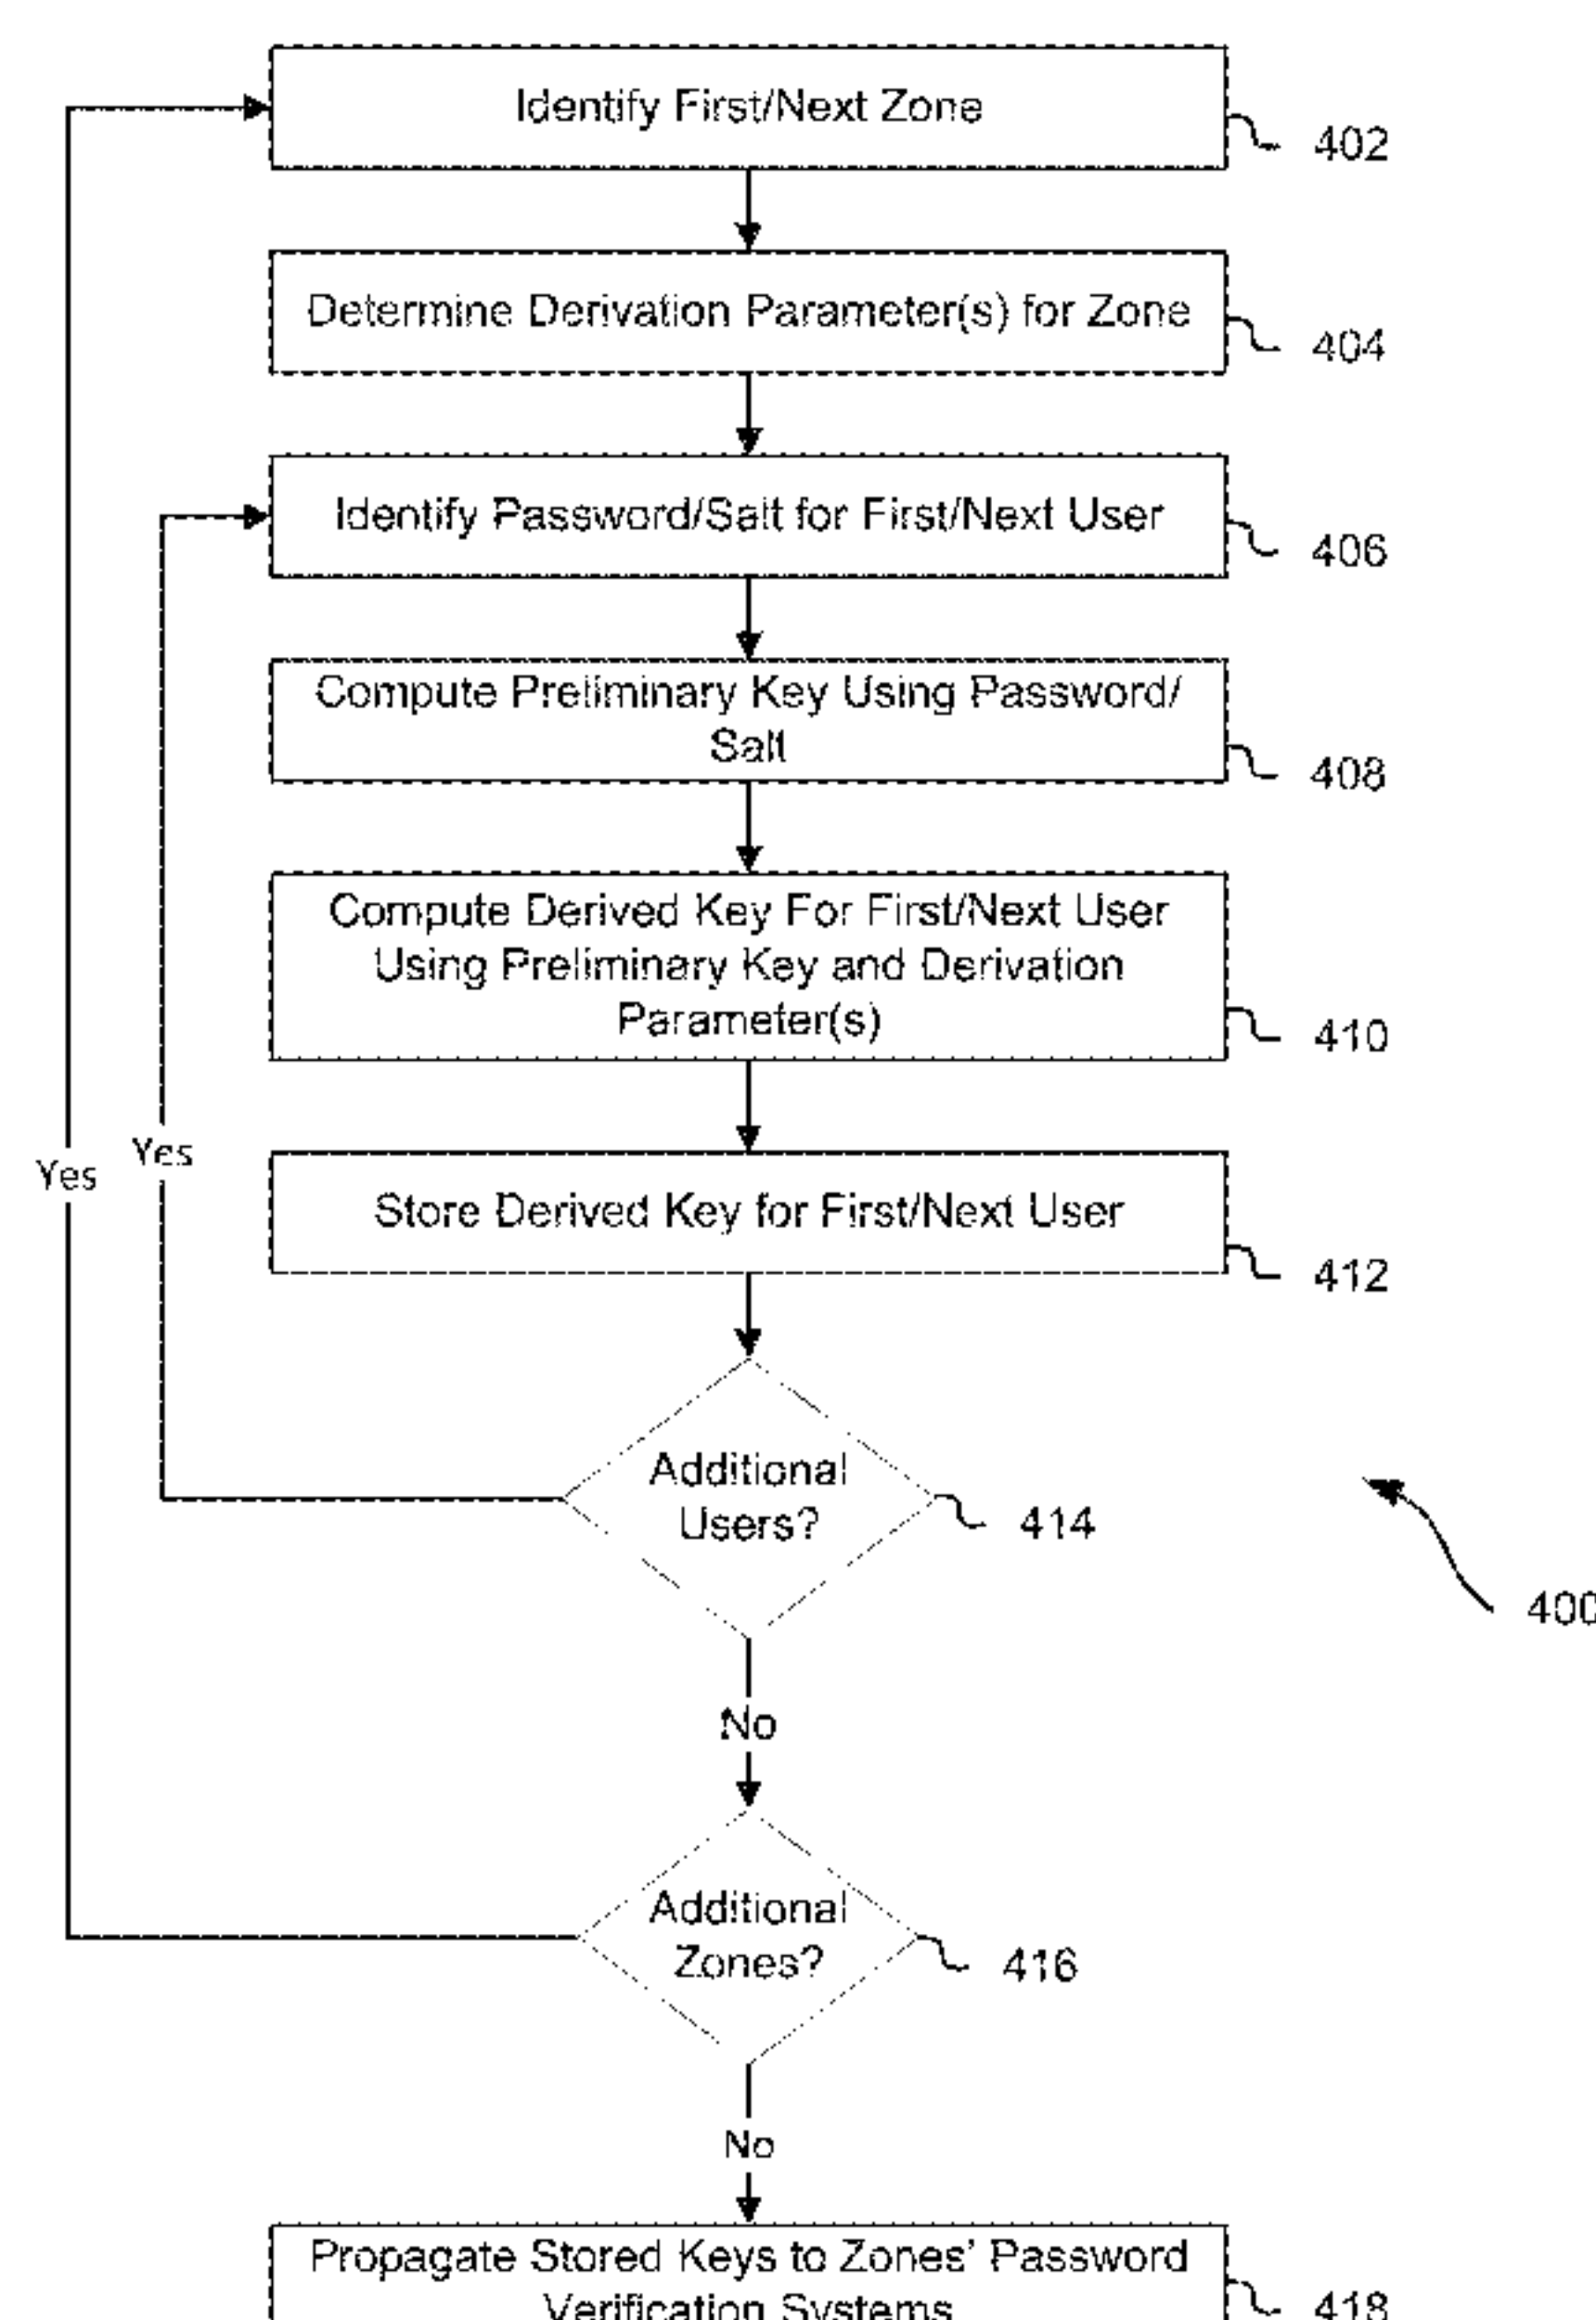 Identify First/Next Zone
402
Determine Derivation Parameter(s) for Zone
404
Identify Password/Salt for First/Next User
406
Compute Preliminary Key Using Password/
Salt
408
Compute Derived Key For First/Next User
Using Preliminary Key and Derivation
Parameter(s)
410
Yes
Yes
Store Derived Key for First/Next User
412
Additional
Users?
414
400
No
Additional
Zones?
416
No
Propagate Stored Keys to Zones' Password
Verification Systems
418